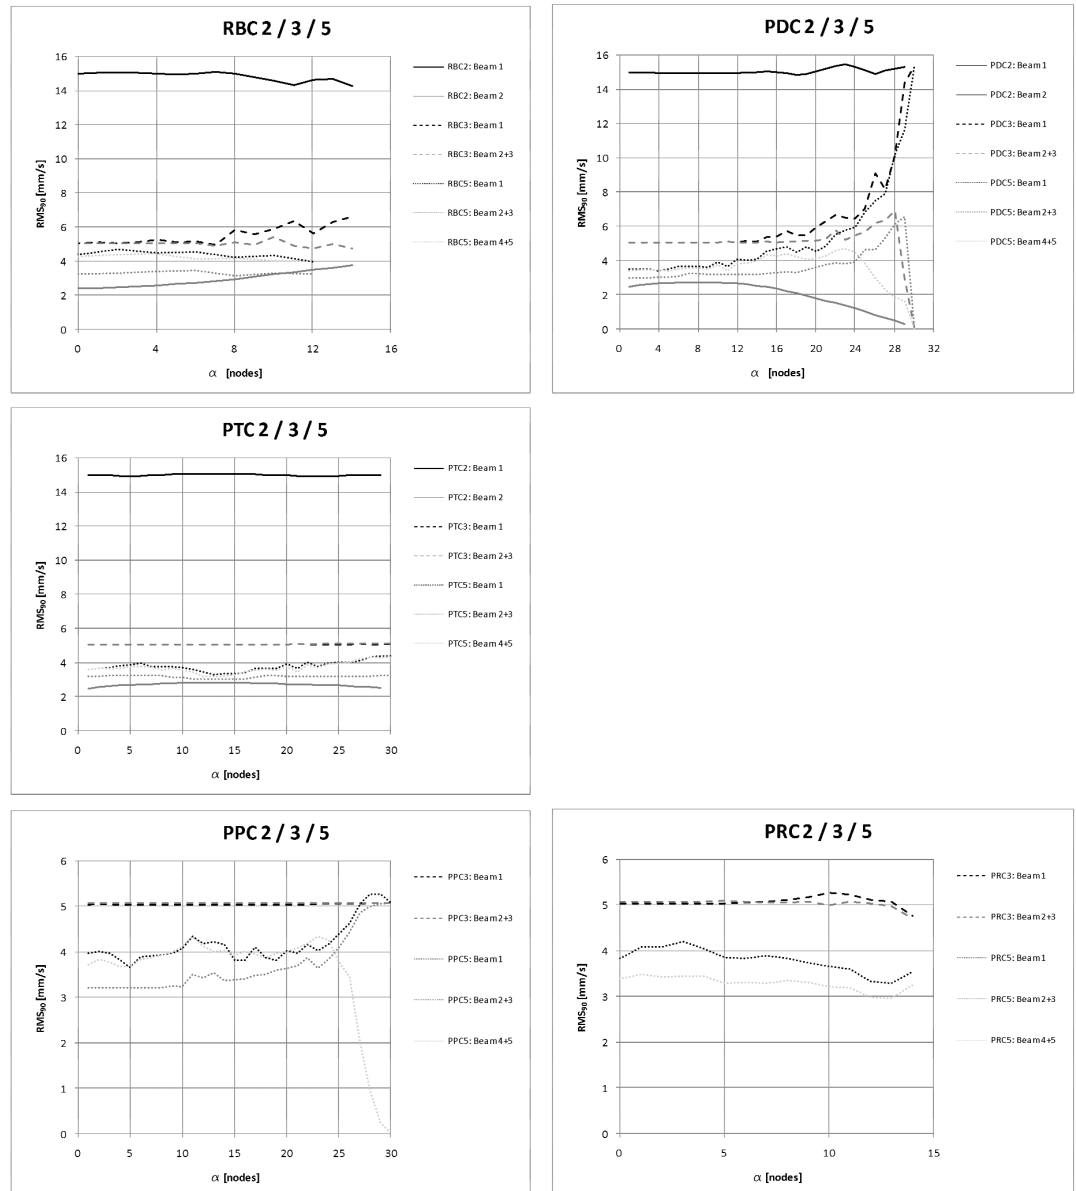 RBC 2 / 3 / 5
RMS90 [mm/s]
16
14
12
10
8
6
4
2
0
0 4 8 12 16
α [nodes]
RBC2: Beam 1
RBC2: Beam 2
RBC3: Beam 1
RBC3: Beam 2+3
RBC5: Beam 1
RBC5: Beam 2+3
RBC5: Beam 4+5
PDC 2 / 3 / 5
RMS90 [mm/s]
16
14
12
10
8
6
4
2
0
0 4 8 12 16 20 24 28 32
α [nodes]
PDC2: Beam 1
PDC2: Beam 2
PDC3: Beam 1
PDC3: Beam 2+3
PDC5: Beam 1
PDC5: Beam 2+3
PDC5: Beam 4+5
PTC 2 / 3 / 5
RMS90 [mm/s]
16
14
12
10
8
6
4
2
0
0 5 10 15 20 25 30
α [nodes]
PTC2: Beam 1
PTC2: Beam 2
PTC3: Beam 1
PTC3: Beam 2+3
PTC5: Beam 1
PTC5: Beam 2+3
PTC5: Beam 4+5
PPC 2 / 3 / 5
RMS90 [mm/s]
6
5
4
3
2
1
0
0 5 10 15 20 25 30
α [nodes]
PPC3: Beam 1
PPC3: Beam 2+3
PPC5: Beam 1
PPC5: Beam 2+3
PPC5: Beam 4+5
PRC 2 / 3 / 5
RMS90 [mm/s]
6
5
4
3
2
1
0
0 5 10 15
α [nodes]
PRC3: Beam 1
PRC3: Beam 2+3
PRC5: Beam 1
PRC5: Beam 2+3
PRC5: Beam 4+5